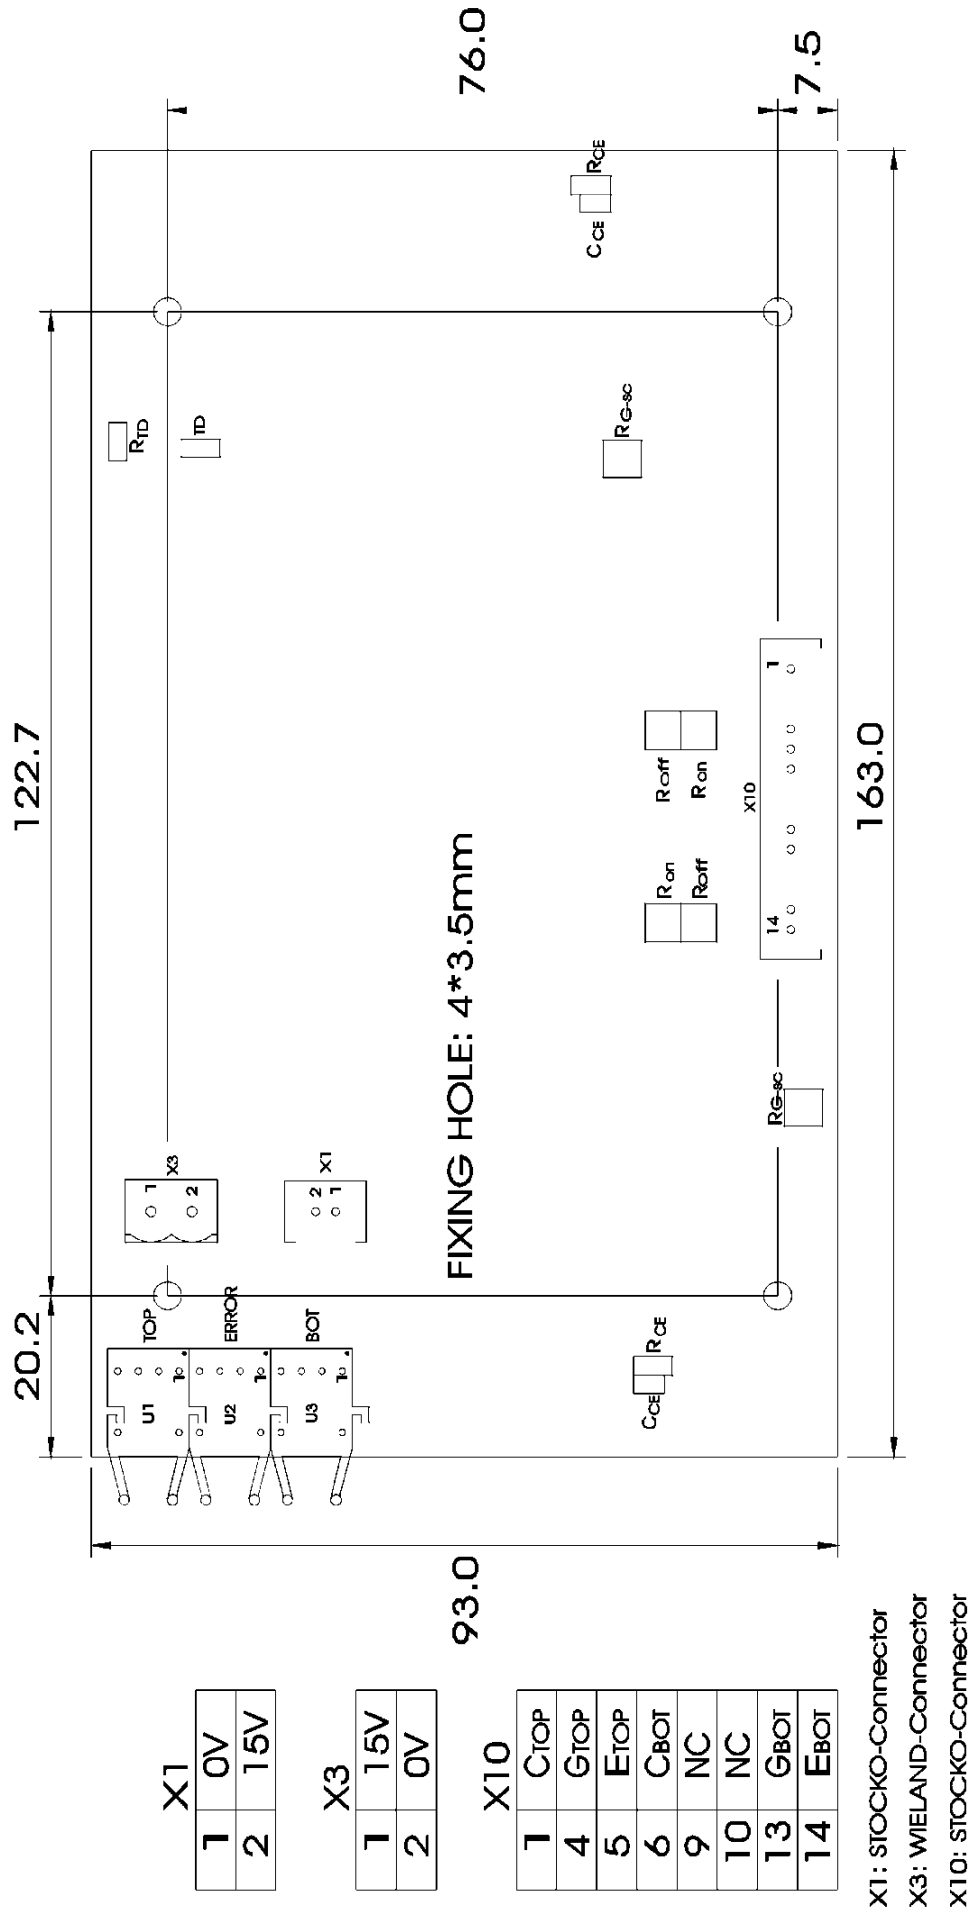 122.7
20.2
76.0
7.5
163.0
93.0
FIXING HOLE: 4*3.5mm
TOP
ERROR
BOT
U1
1
U2
1
U3
1
X3
1
2
X1
2
1
RTD
TD
CCE
RCE
RG-SC
Roff
Ron
Ron
Roff
X10
14
1
RG-SC
CCE
RCE
X1
1 0V
2 15V
X3
1 15V
2 0V
X10
1 CTOP
4 GTOP
5 ETOP
6 CBOT
9 NC
10 NC
13 GBOT
14 EBOT
X1: STOCKO-Connector
X3: WIELAND-Connector
X10: STOCKO-Connector